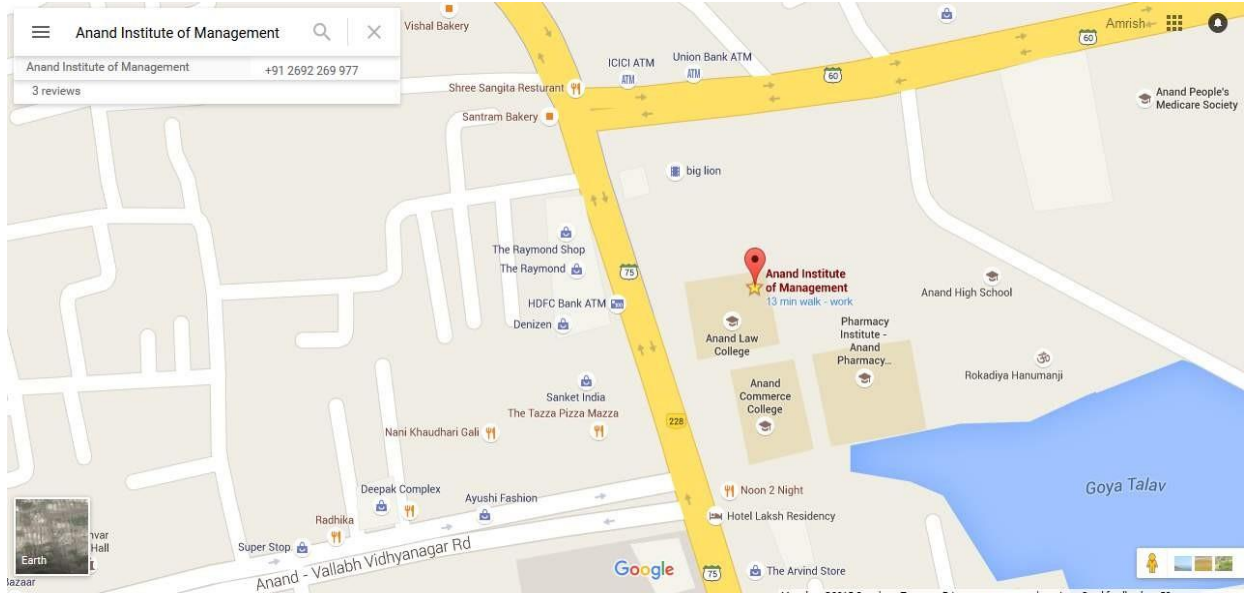 Anand Institute of Management
Anand Institute of Management
+91 2692 269 977
3 reviews
Vishal Bakery
Amrish
60
ICICI ATM
ATM
Union Bank ATM
ATM
60
Shree Sangita Resturant
Santram Bakery
Anand People's
Medicare Society
big lion
The Raymond Shop
The Raymond
75
HDFC Bank ATM
Denizen
Anand Institute
of Management
13 min walk - work
Anand High School
Anand Law
College
Pharmacy
Institute -
Anand
Pharmacy...
Rokadiya Hanumanji
ॐ
Anand
Commerce
College
Sanket India
The Tazza Pizza Mazza
Nani Khaudhari Gali
228
Deepak Complex
Ayushi Fashion
Radhika
Super Stop
Noon 2 Night
Hotel Laksh Residency
Goya Talav
Hall
Earth
Anand - Vallabh Vidhyanagar Rd
Google
75
The Arvind Store